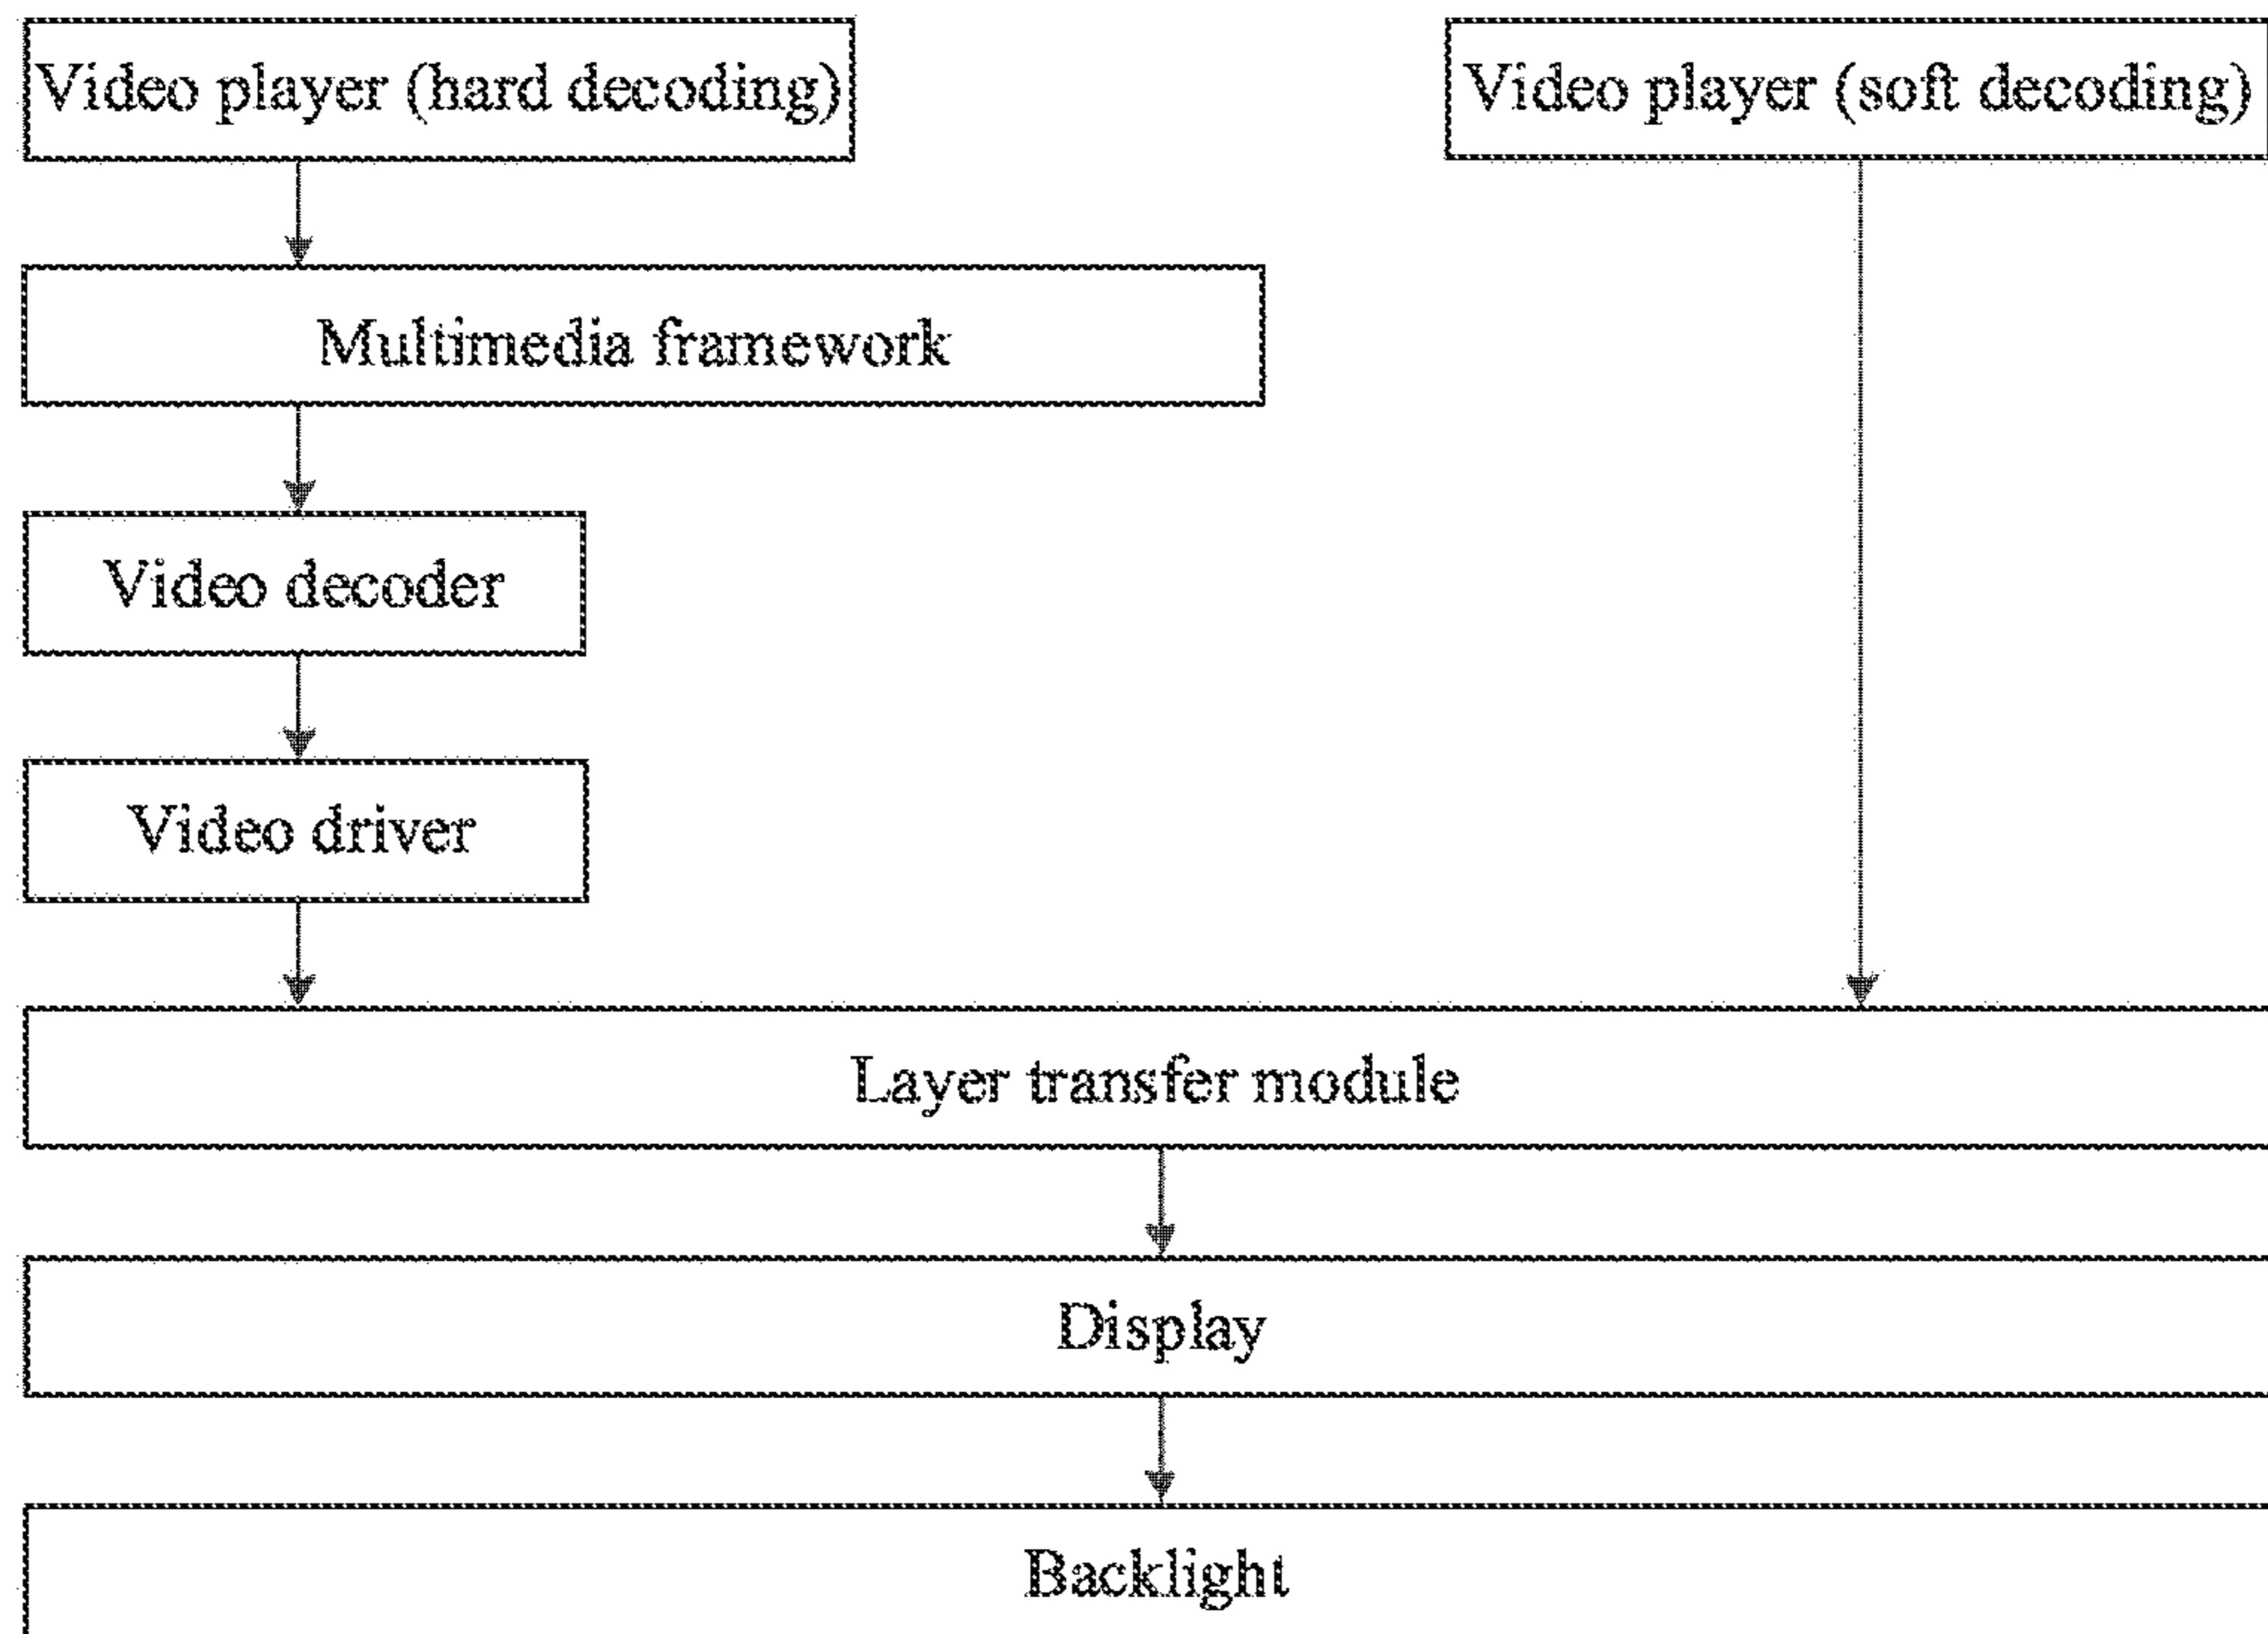 Video player (hard decoding)
Video player (soft decoding)
Multimedia framework
Video decoder
Video driver
Layer transfer module
Display
Backlight